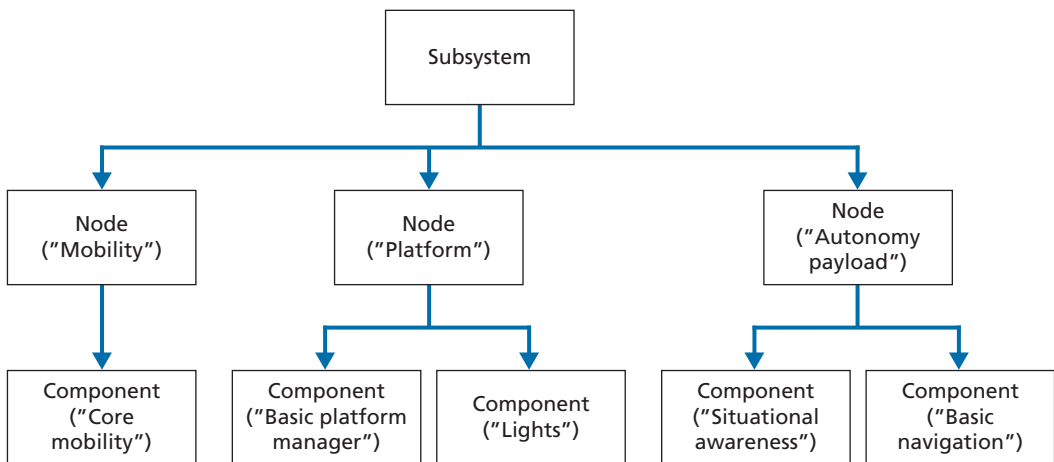 Subsystem
Node
(”Mobility”)
Node
(”Platform”)
Node
(”Autonomy
payload”)
Component
(”Core
mobility”)
Component
(”Basic platform
manager”)
Component
(”Lights”)
Component
(”Situational
awareness”)
Component
(”Basic
navigation”)